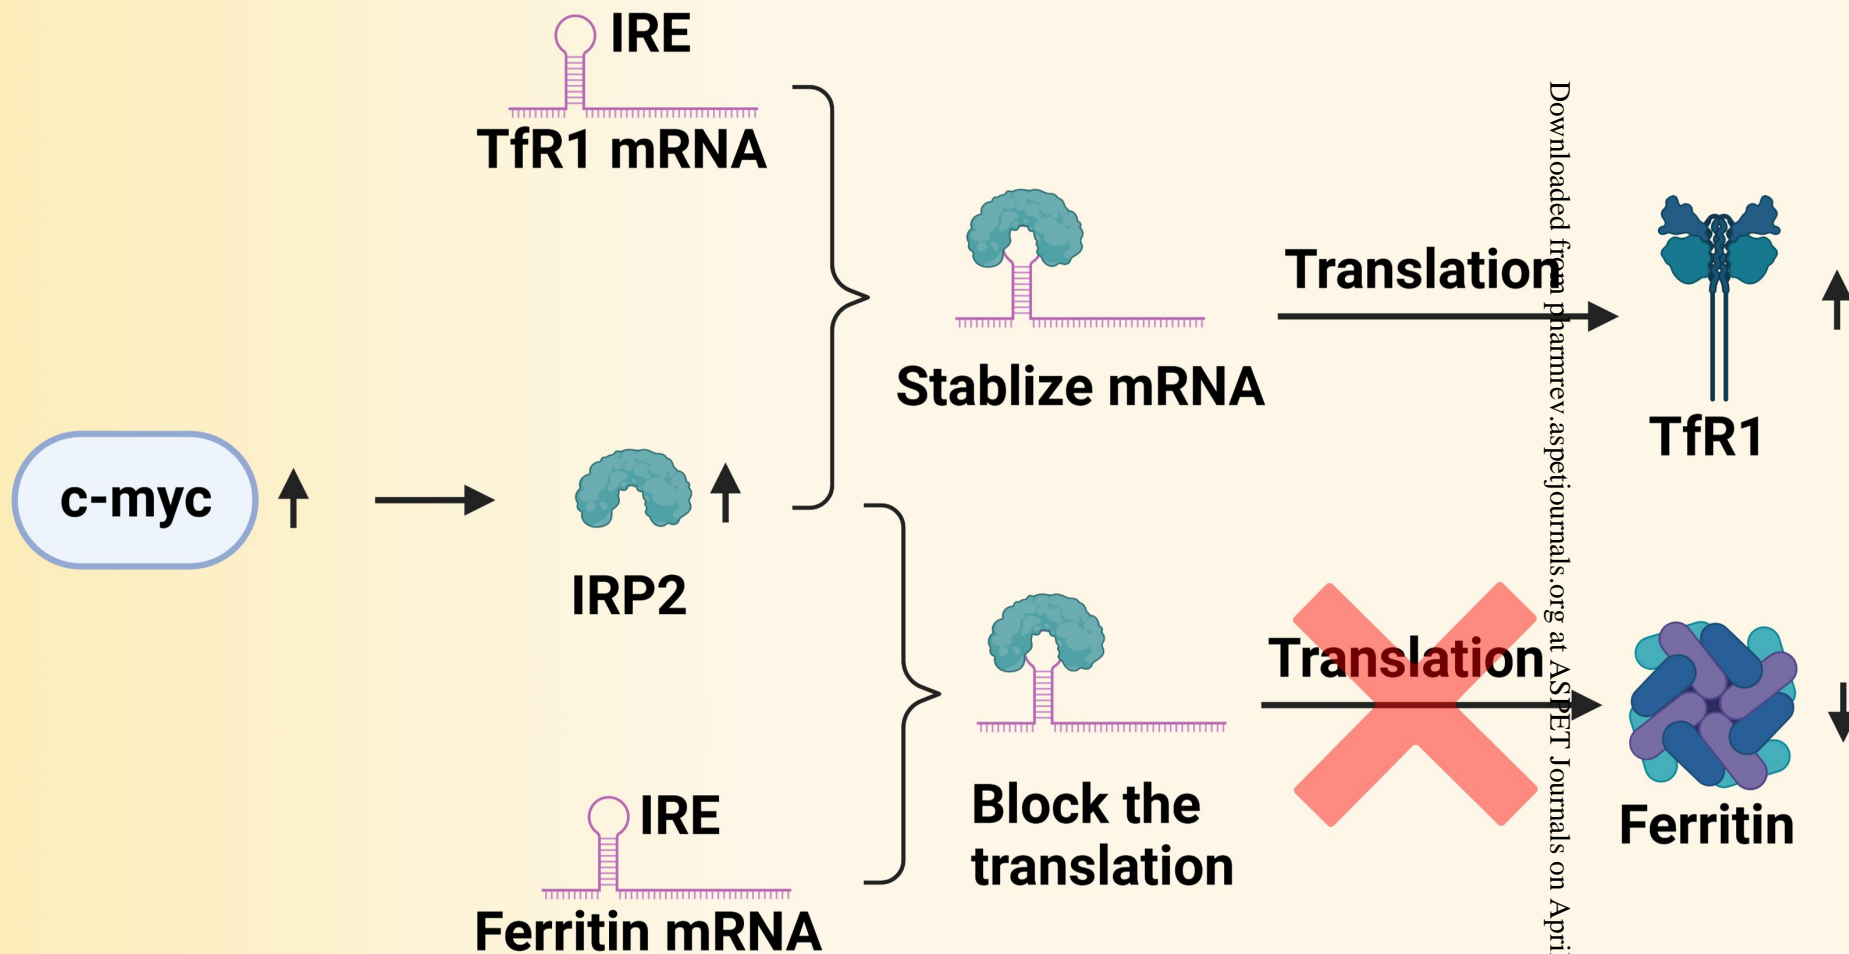 IRE
TfR1 mRNA
Translation
Stablize mRNA
TfR1
c-myc
IRP2
Translation
Block the
translation
Ferritin
IRE
Ferritin mRNA
Downloaded from pharmrev.aspetjournals.org at ASPET Journals on April